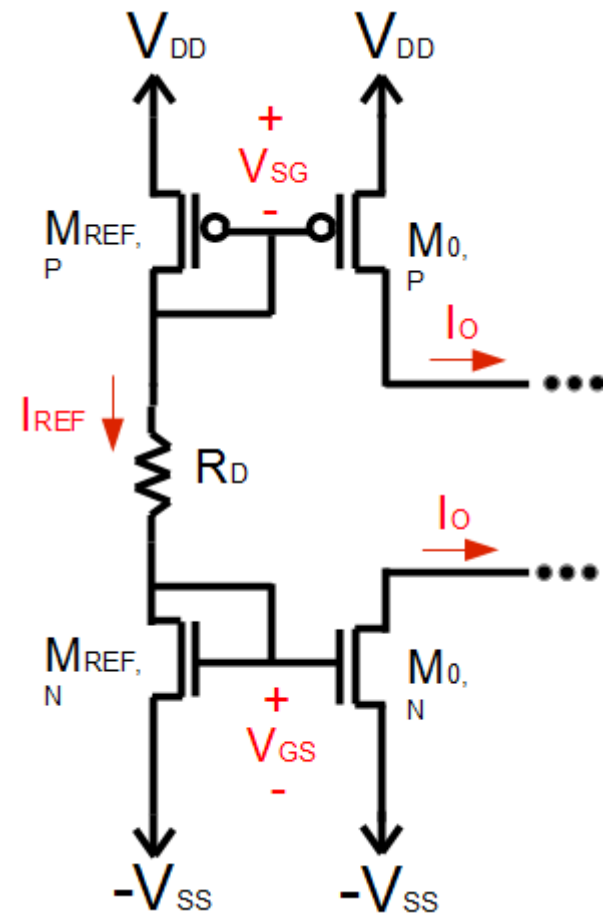 VDD VDD
+
VSG
-
MREF,
P
M0,
P
IO
IREF
RD
IO
MREF,
N
M0,
N
+
VGS
-
-VSS -VSS